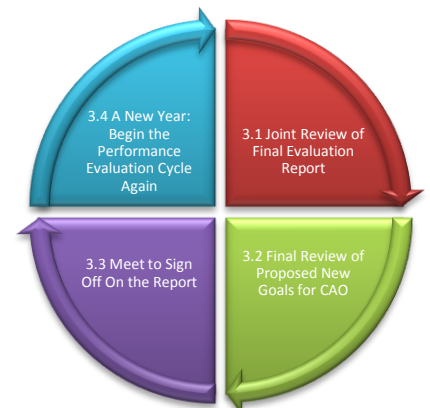 3.4 A New Year:
Begin the
Performance
Evaluation Cycle
Again
3.1 Joint Review of
Final Evaluation
Report
3.3 Meet to Sign
Off On the Report
3.2 Final Review of
Proposed New
Goals for CAO